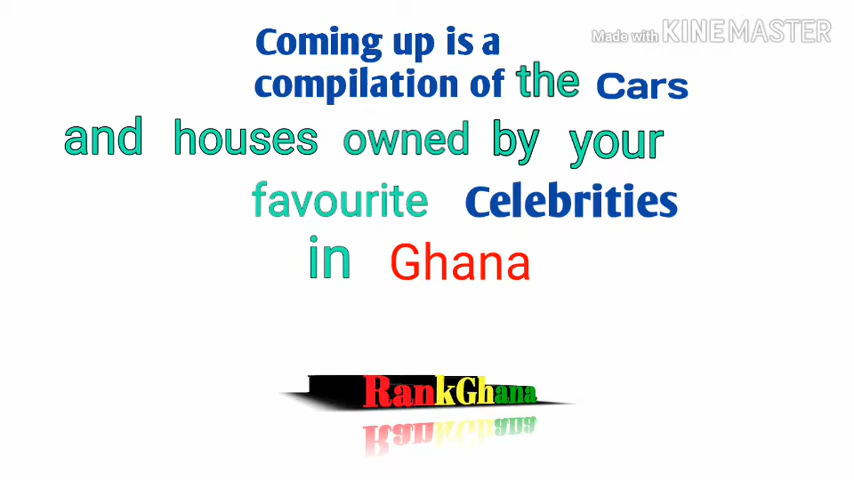 Made with KINEMASTER
Coming up is a
compilation of the Cars
and houses owned by your
favourite Celebrities
in Ghana
RankGhana